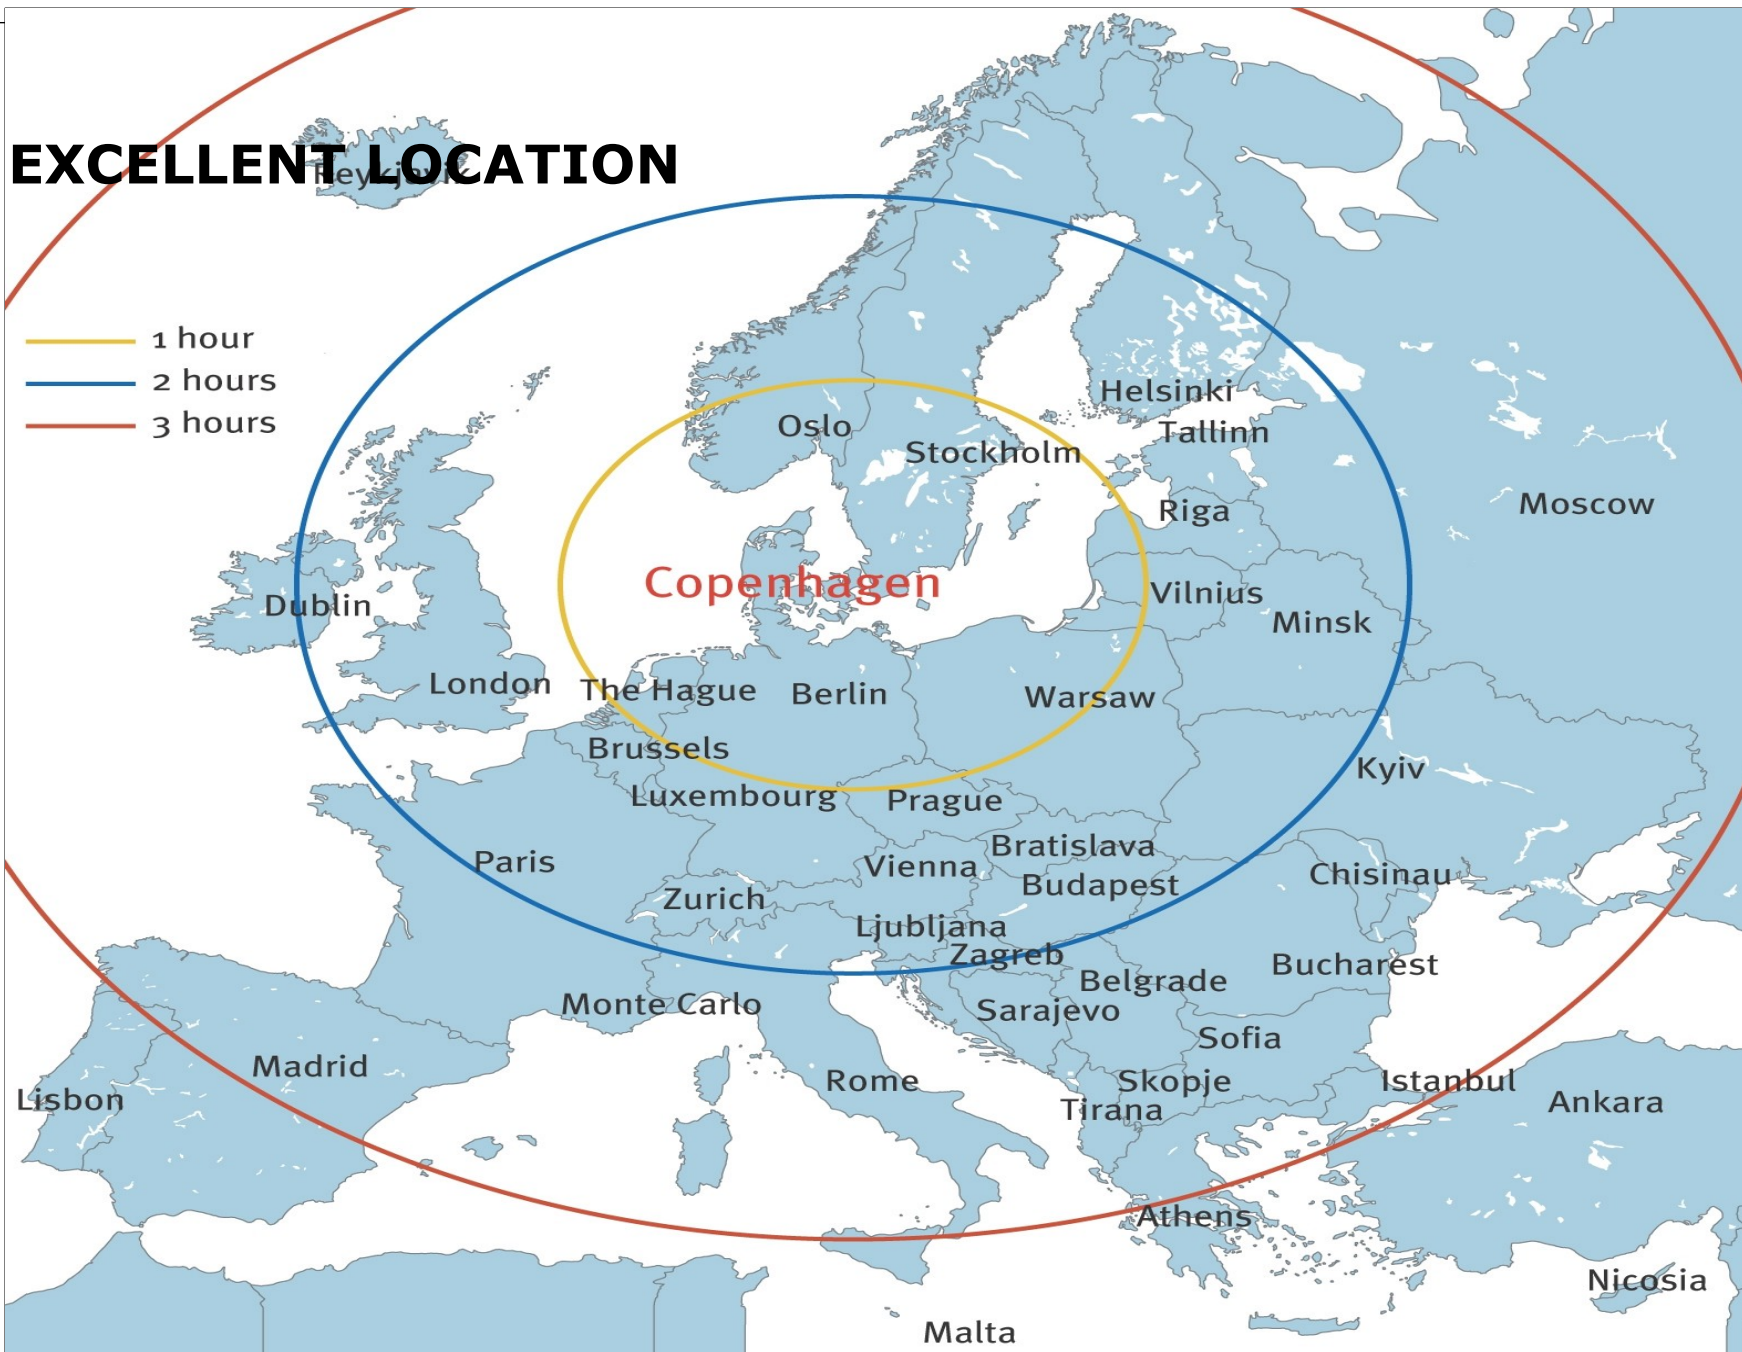 EXCELLENT LOCATION
Reykjavik
1 hour
2 hours
3 hours
Helsinki
Oslo
Tallinn
Stockholm
Moscow
Riga
Copenhagen
Vilnius
Dublin
Minsk
London
The Hague
Berlin
Warsaw
Brussels
Kyiv
Luxembourg
Prague
Bratislava
Paris
Vienna
Chisinau
Budapest
Zurich
Ljubljana
Zagreb
Bucharest
Belgrade
Monte Carlo
Sarajevo
Sofia
Madrid
Rome
Skopje
Istanbul
Lisbon
Tirana
Ankara
Athens
Nicosia
Malta